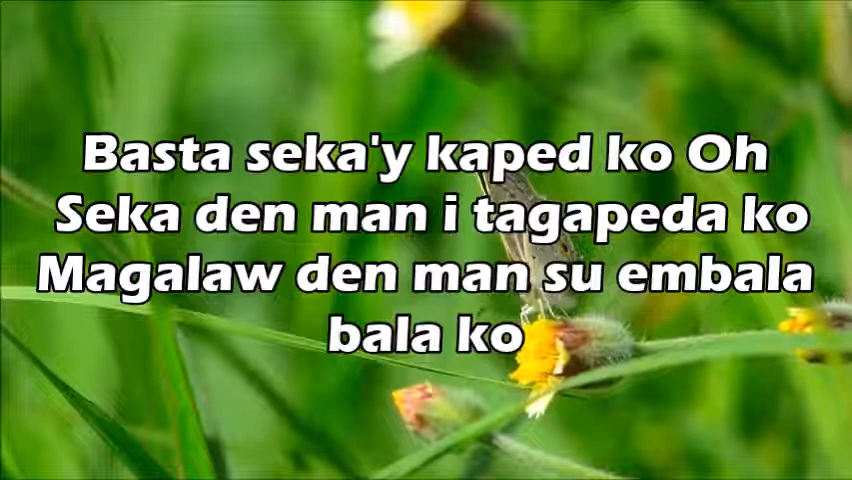 Basta seka'y kaped ko Oh
Seka den man i tagapeda ko
Magalaw den man su embala
bala ko